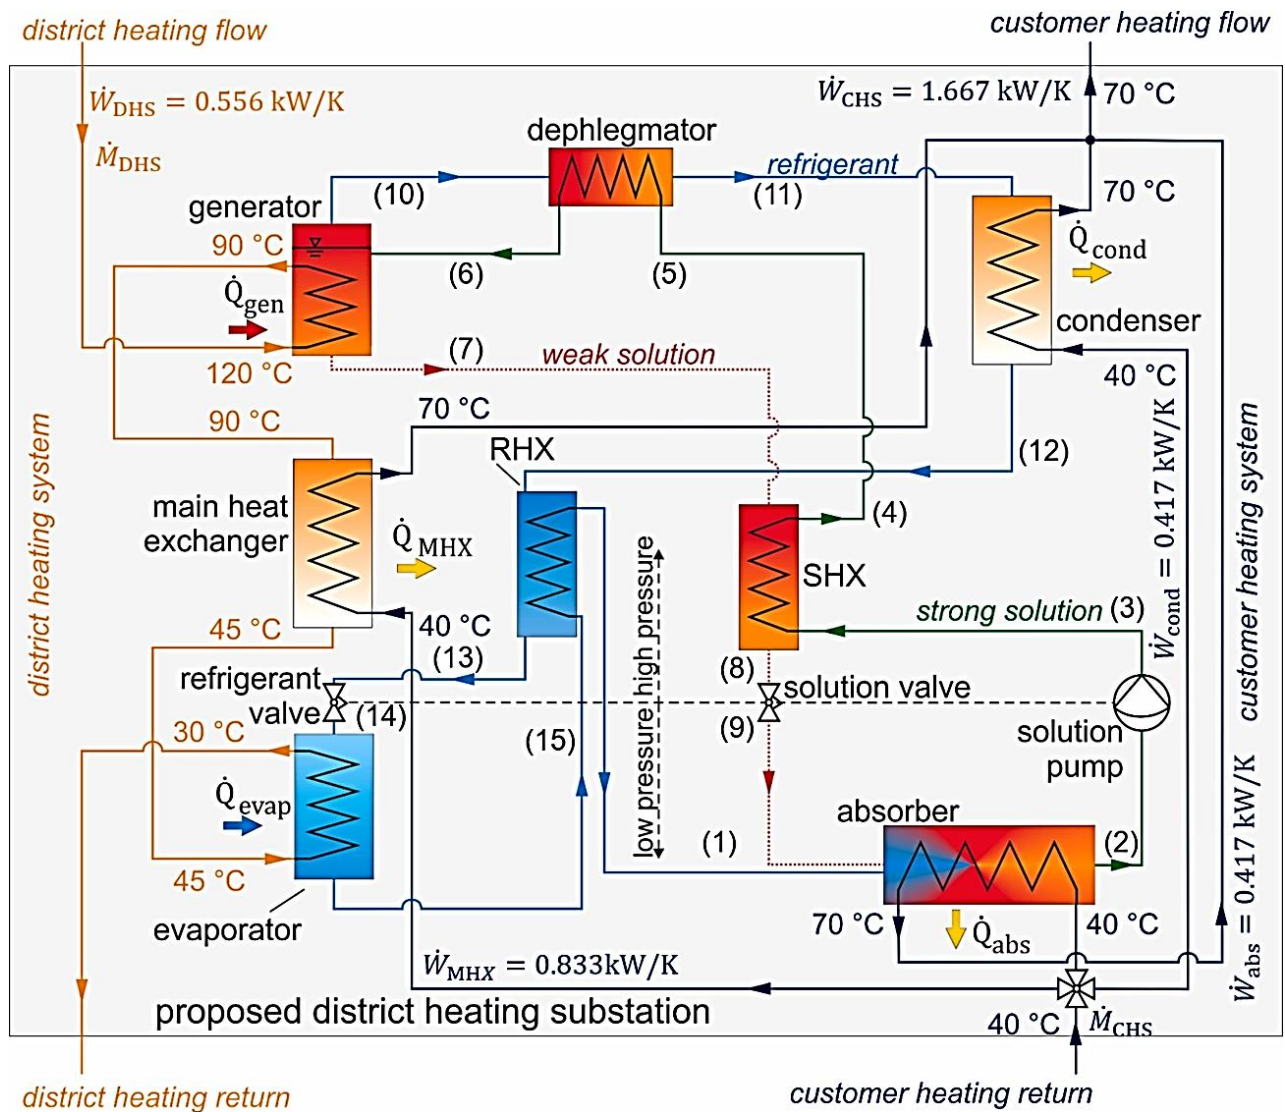 district heating flow
customer heating flow
Ẇ_DHS = 0.556 kW/K
Ẇ_CHS = 1.667 kW/K
70 °C
Ṁ_DHS
dephlegmator
refrigerant
(10)
(11)
70 °C
generator
90 °C
Q̇_gen
120 °C
(6)
(5)
Q̇_cond
condenser
40 °C
(7)
weak solution
90 °C
70 °C
RHX
(12)
district heating system
main heat
exchanger
Q̇_MHX
(4)
SHX
low pressure
high pressure
strong solution
(3)
Ẇ_cond = 0.417 kW/K
customer heating system
45 °C
40 °C
(13)
(8)
refrigerant
valve
(14)
solution valve
30 °C
(15)
(9)
solution
pump
Q̇_evap
absorber
(1)
(2)
45 °C
evaporator
70 °C
Q̇_abs
40 °C
Ẇ_abs = 0.417 kW/K
Ẇ_MHX = 0.833kW/K
proposed district heating substation
40 °C
Ṁ_CHS
district heating return
customer heating return